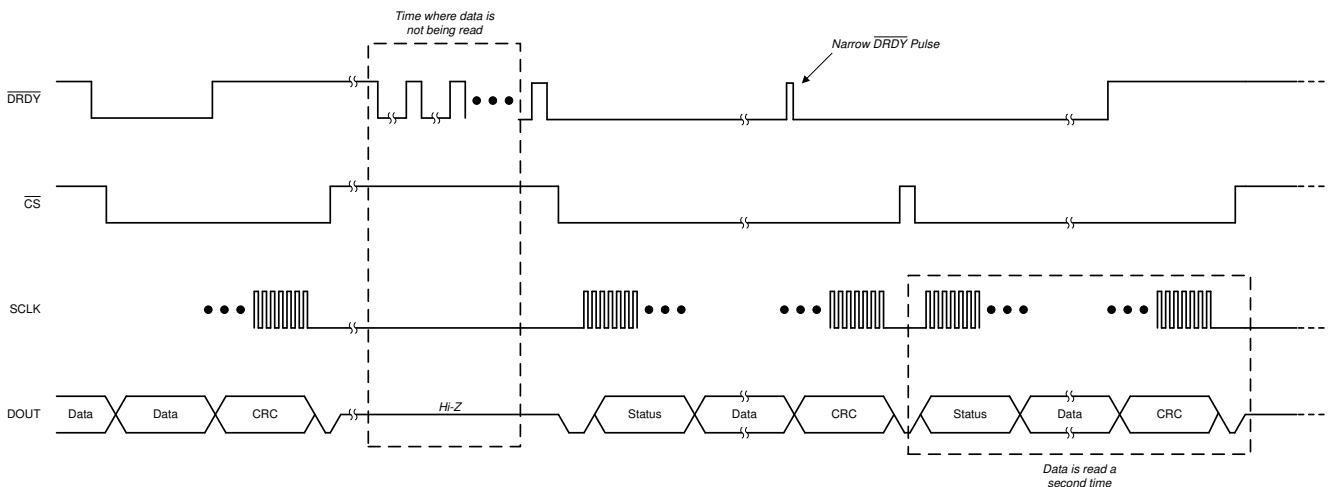 Time where data is
not being read
Narrow DRDY Pulse
DRDY
CS
SCLK
DOUT
Data
Data
CRC
Hi-Z
Status
Data
CRC
Status
Data
CRC
Data is read a
second time